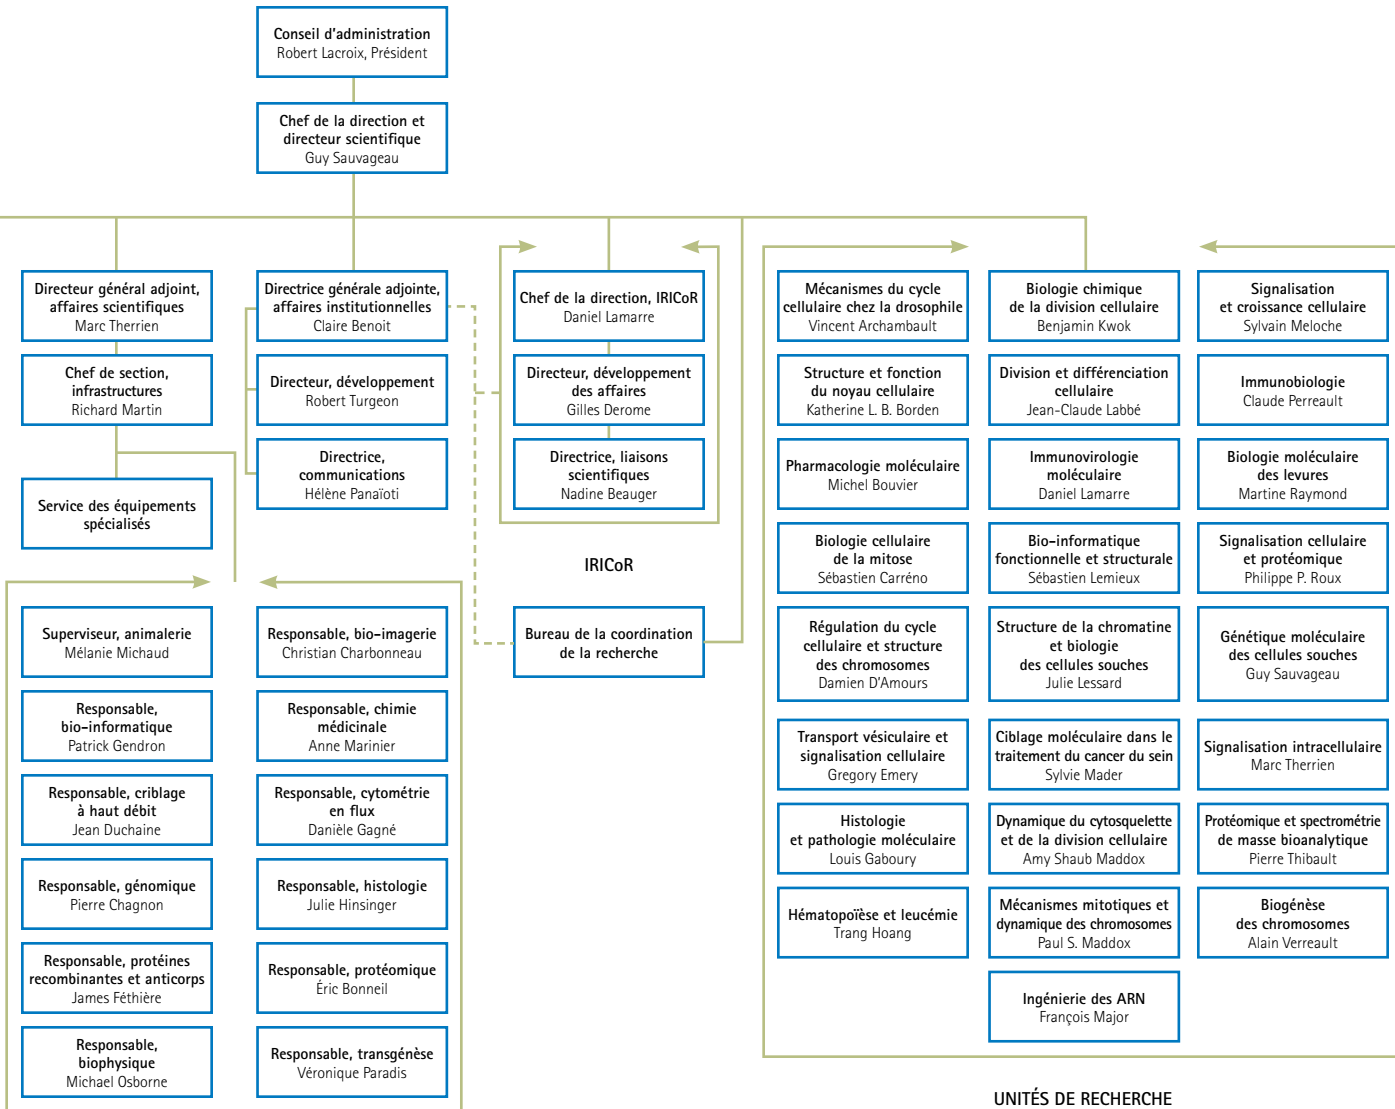 Conseil d'administration
Robert Lacroix, Président
Chef de la direction et
directeur scientifique
Guy Sauvageau
Directeur général adjoint,
affaires scientifiques
Marc Therrien
Chef de section,
infrastructures
Richard Martin
Service des équipements
spécialisés
Directrice générale adjointe,
affaires institutionnelles
Claire Benoit
Directeur, développement
Robert Turgeon
Directrice,
communications
Hélène Panaïoti
Chef de la direction, IRICoR
Daniel Lamarre
Directeur, développement
des affaires
Gilles Derome
Directrice, liaisons
scientifiques
Nadine Beauger
IRICoR
Bureau de la coordination
de la recherche
Superviseur, animalerie
Mélanie Michaud
Responsable,
bio-informatique
Patrick Gendron
Responsable, criblage
à haut débit
Jean Duchaine
Responsable, génomique
Pierre Chagnon
Responsable, protéines
recombinantes et anticorps
James Féthière
Responsable,
biophysique
Michael Osborne
Responsable, bio-imagerie
Christian Charbonneau
Responsable, chimie
médicinale
Anne Marinier
Responsable, cytométrie
en flux
Danièle Gagné
Responsable, histologie
Julie Hinsinger
Responsable, protéomique
Éric Bonneil
Responsable, transgénèse
Véronique Paradis
Mécanismes du cycle
cellulaire chez la drosophile
Vincent Archambault
Structure et fonction
du noyau cellulaire
Katherine L. B. Borden
Pharmacologie moléculaire
Michel Bouvier
Biologie cellulaire
de la mitose
Sébastien Carréno
Régulation du cycle
cellulaire et structure
des chromosomes
Damien D'Amours
Transport vésiculaire et
signalisation cellulaire
Gregory Emery
Histologie
et pathologie moléculaire
Louis Gaboury
Hématopoïèse et leucémie
Trang Hoang
Biologie chimique
de la division cellulaire
Benjamin Kwok
Division et différenciation
cellulaire
Jean-Claude Labbé
Immunovirologie
moléculaire
Daniel Lamarre
Bio-informatique
fonctionnelle et structurale
Sébastien Lemieux
Structure de la chromatine
et biologie
des cellules souches
Julie Lessard
Ciblage moléculaire dans le
traitement du cancer du sein
Sylvie Mader
Dynamique du cytosquelette
et de la division cellulaire
Amy Shaub Maddox
Mécanismes mitotiques et
dynamique des chromosomes
Paul S. Maddox
Ingénierie des ARN
François Major
Signalisation
et croissance cellulaire
Sylvain Meloche
Immunobiologie
Claude Perreault
Biologie moléculaire
des levures
Martine Raymond
Signalisation cellulaire
et protéomique
Philippe P. Roux
Génétique moléculaire
des cellules souches
Guy Sauvageau
Signalisation intracellulaire
Marc Therrien
Protéomique et spectrométrie
de masse bioanalytique
Pierre Thibault
Biogénèse
des chromosomes
Alain Verreault
UNITÉS DE RECHERCHE